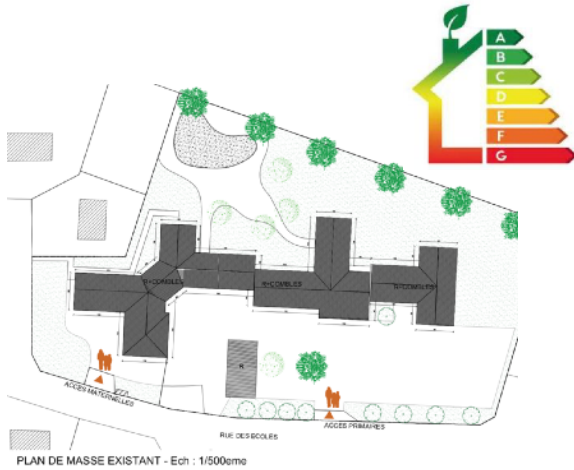 A
B
C
D
E
F
G
R+COMBLES
R+COMBLES
R+COMBLES
R
ACCES MATERNELLES
ACCES PRIMAIRES
RUE DES ECOLES
PLAN DE MASSE EXISTANT - Ech : 1/500eme